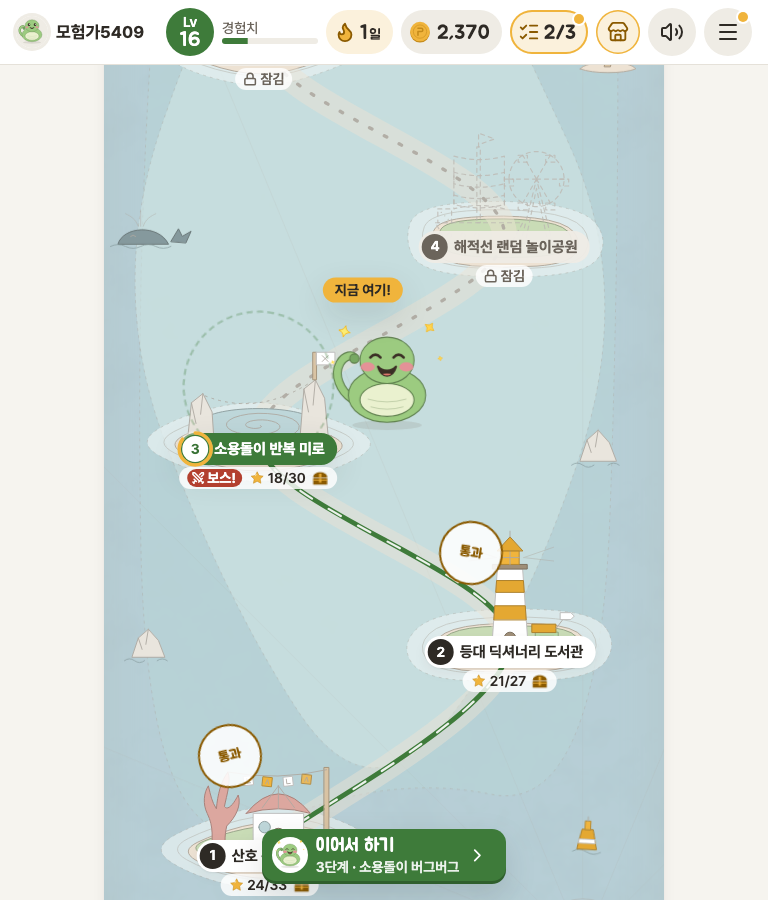 모험가5409
Lv
16
경험치
1일
2,370
2/3
잠김
4 해적선 랜덤 놀이공원
잠김
지금 여기!
3 소용돌이 반복 미로
보스! 18/30
통과
2 등대 딕셔너리 도서관
21/27
통과
1 산호
24/33
이어서 하기
3단계 · 소용돌이 버그버그